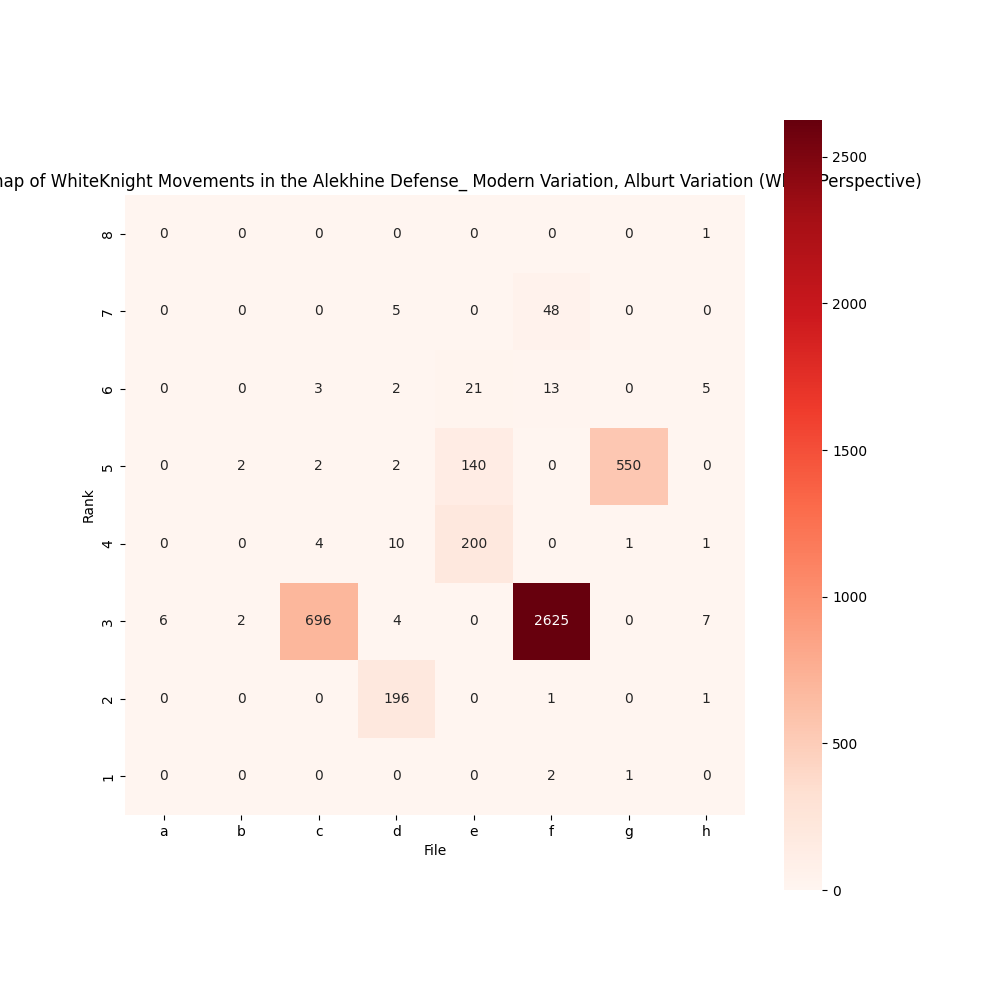 2500
map of WhiteKnight Movements in the Alekhine Defense_ Modern Variation, Alburt Variation (White Perspective)
8 0 0 0 0 0 0 0 1
7 0 0 0 5 0 48 0 0
2000
6 0 0 3 2 21 13 0 5
1500
5 0 2 2 2 140 0 550 0
Rank
4 0 0 4 10 200 0 1 1
1000
3 6 2 696 4 0 2625 0 7
2 0 0 0 196 0 1 0 1
500
1 0 0 0 0 0 2 1 0
a b c d e f g h
File
0